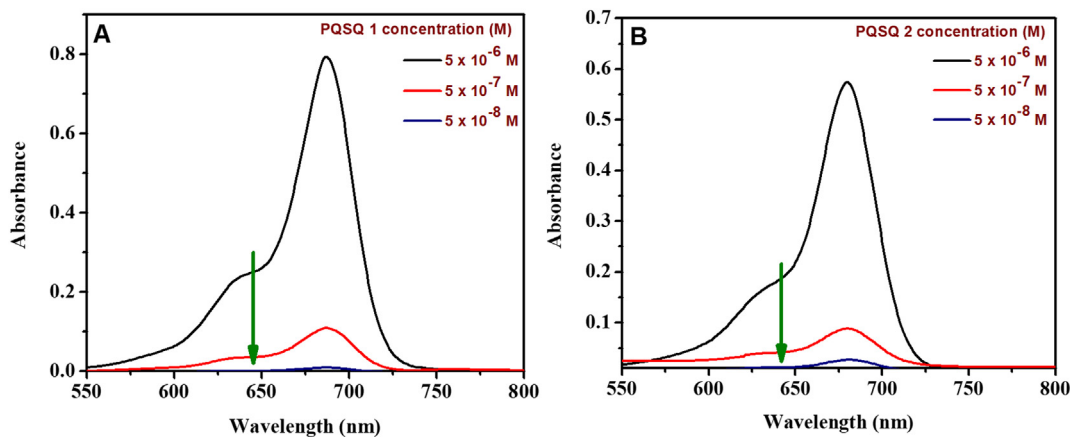 A
PQSQ 1 concentration (M)
5 x 10⁻⁶ M
5 x 10⁻⁷ M
5 x 10⁻⁸ M
0.8
0.6
0.4
0.2
0.0
Absorbance
550 600 650 700 750 800
Wavelength (nm)
B
PQSQ 2 concentration (M)
5 x 10⁻⁶ M
5 x 10⁻⁷ M
5 x 10⁻⁸ M
0.7
0.6
0.5
0.4
0.3
0.2
0.1
Absorbance
550 600 650 700 750 800
Wavelength (nm)